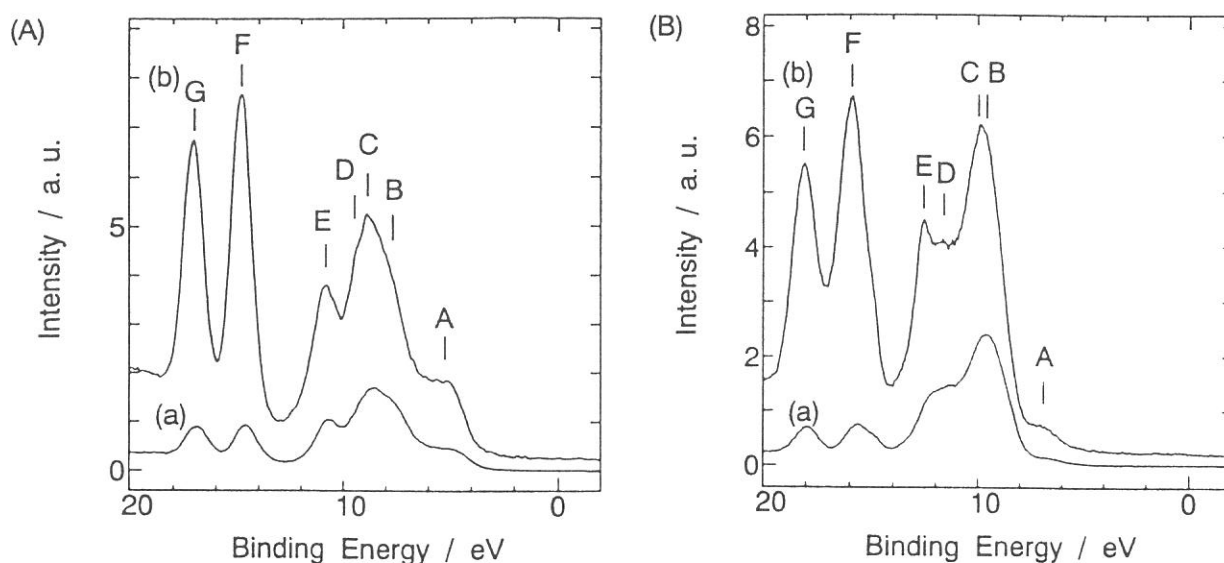 (A)
(b)
G
F
E
D
C
B
A
(a)
5
0
20
10
0
Intensity / a. u.
Binding Energy / eV
(B)
8
6
4
2
0
(b)
G
F
E
D
C B
A
(a)
20
10
0
Intensity / a. u.
Binding Energy / eV